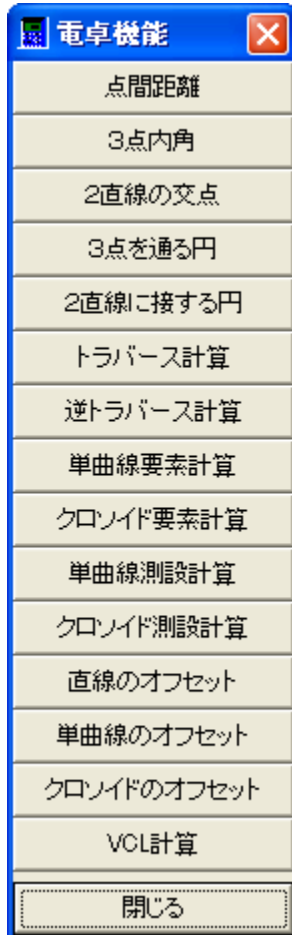 電卓機能
点間距離
3点内角
2直線の交点
3点を通る円
2直線に接する円
トラバース計算
逆トラバース計算
単曲線要素計算
クロソイド要素計算
単曲線測設計算
クロソイド測設計算
直線のオフセット
単曲線のオフセット
クロソイドのオフセット
VCL計算
閉じる